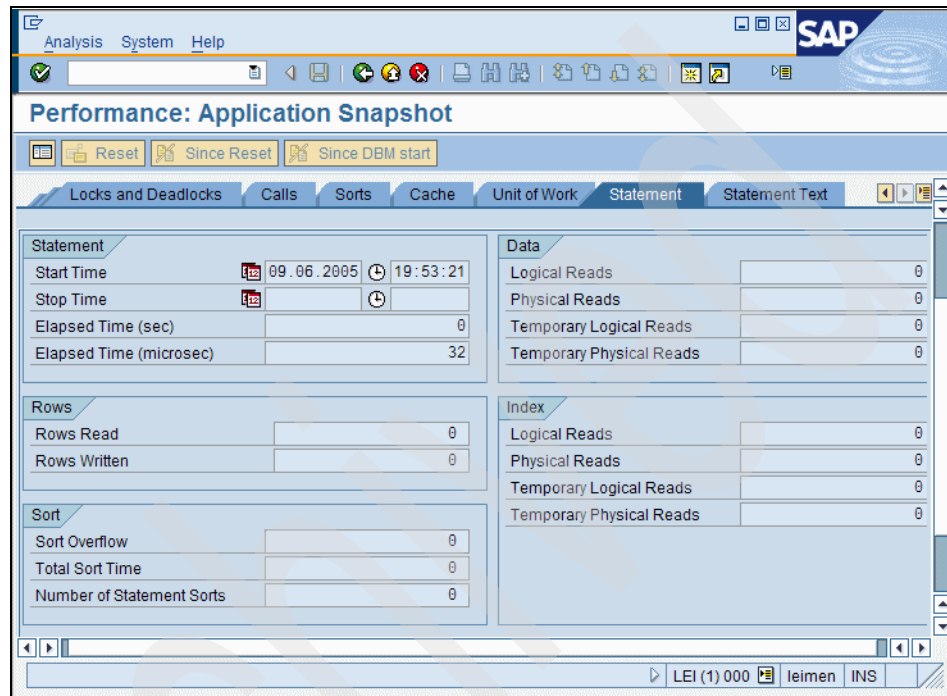 Analysis System Help
SAP
Performance: Application Snapshot
Reset Since Reset Since DBM start
Locks and Deadlocks Calls Sorts Cache Unit of Work Statement Statement Text
Statement
Start Time 12 09.06.2005 19:53:21
Stop Time 12
Elapsed Time (sec) 0
Elapsed Time (microsec) 32
Rows
Rows Read 0
Rows Written 0
Sort
Sort Overflow 0
Total Sort Time 0
Number of Statement Sorts 0
Data
Logical Reads 0
Physical Reads 0
Temporary Logical Reads 0
Temporary Physical Reads 0
Index
Logical Reads 0
Physical Reads 0
Temporary Logical Reads 0
Temporary Physical Reads 0
LEI (1) 000 leimen INS